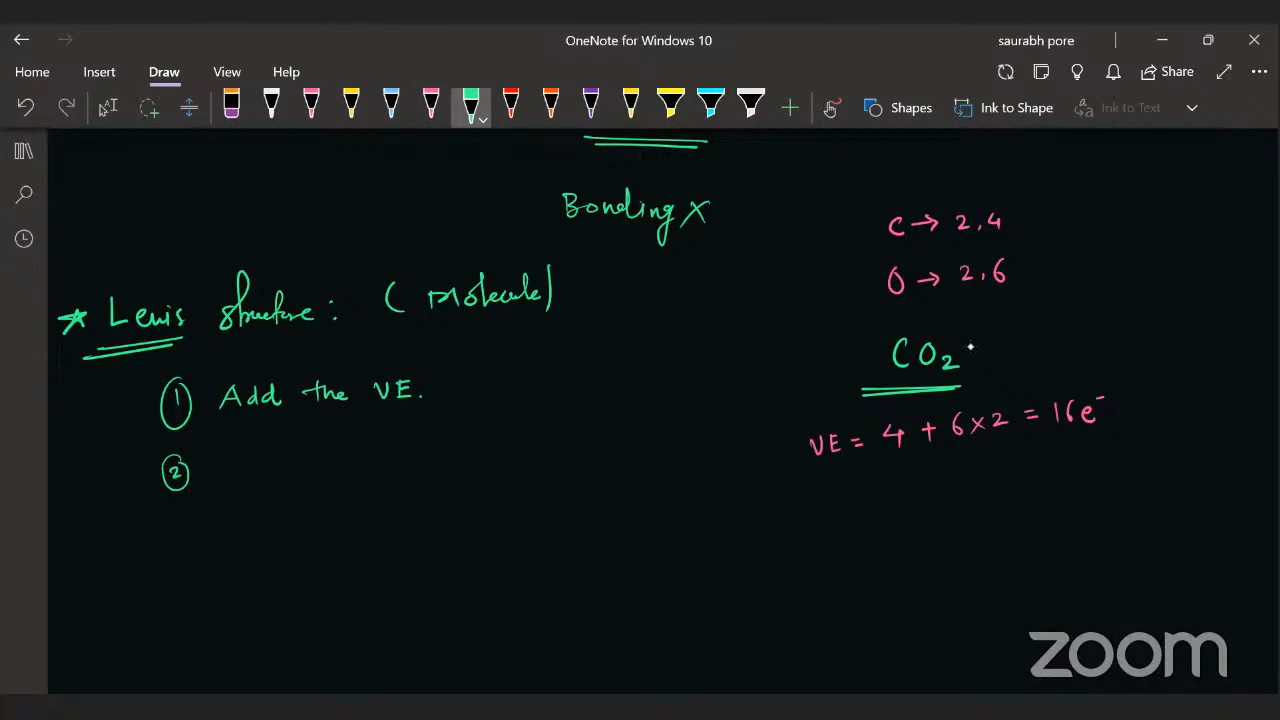 OneNote for Windows 10
saurabh pore
Home Insert Draw View Help
Share
Shapes Ink to Shape Ink to Text
Bonding X
C → 2,4
O → 2,6
* Lewis structure : ( Molecule)
CO₂
① Add the VE.
VE = 4 + 6×2 = 16e⁻
②
zoom